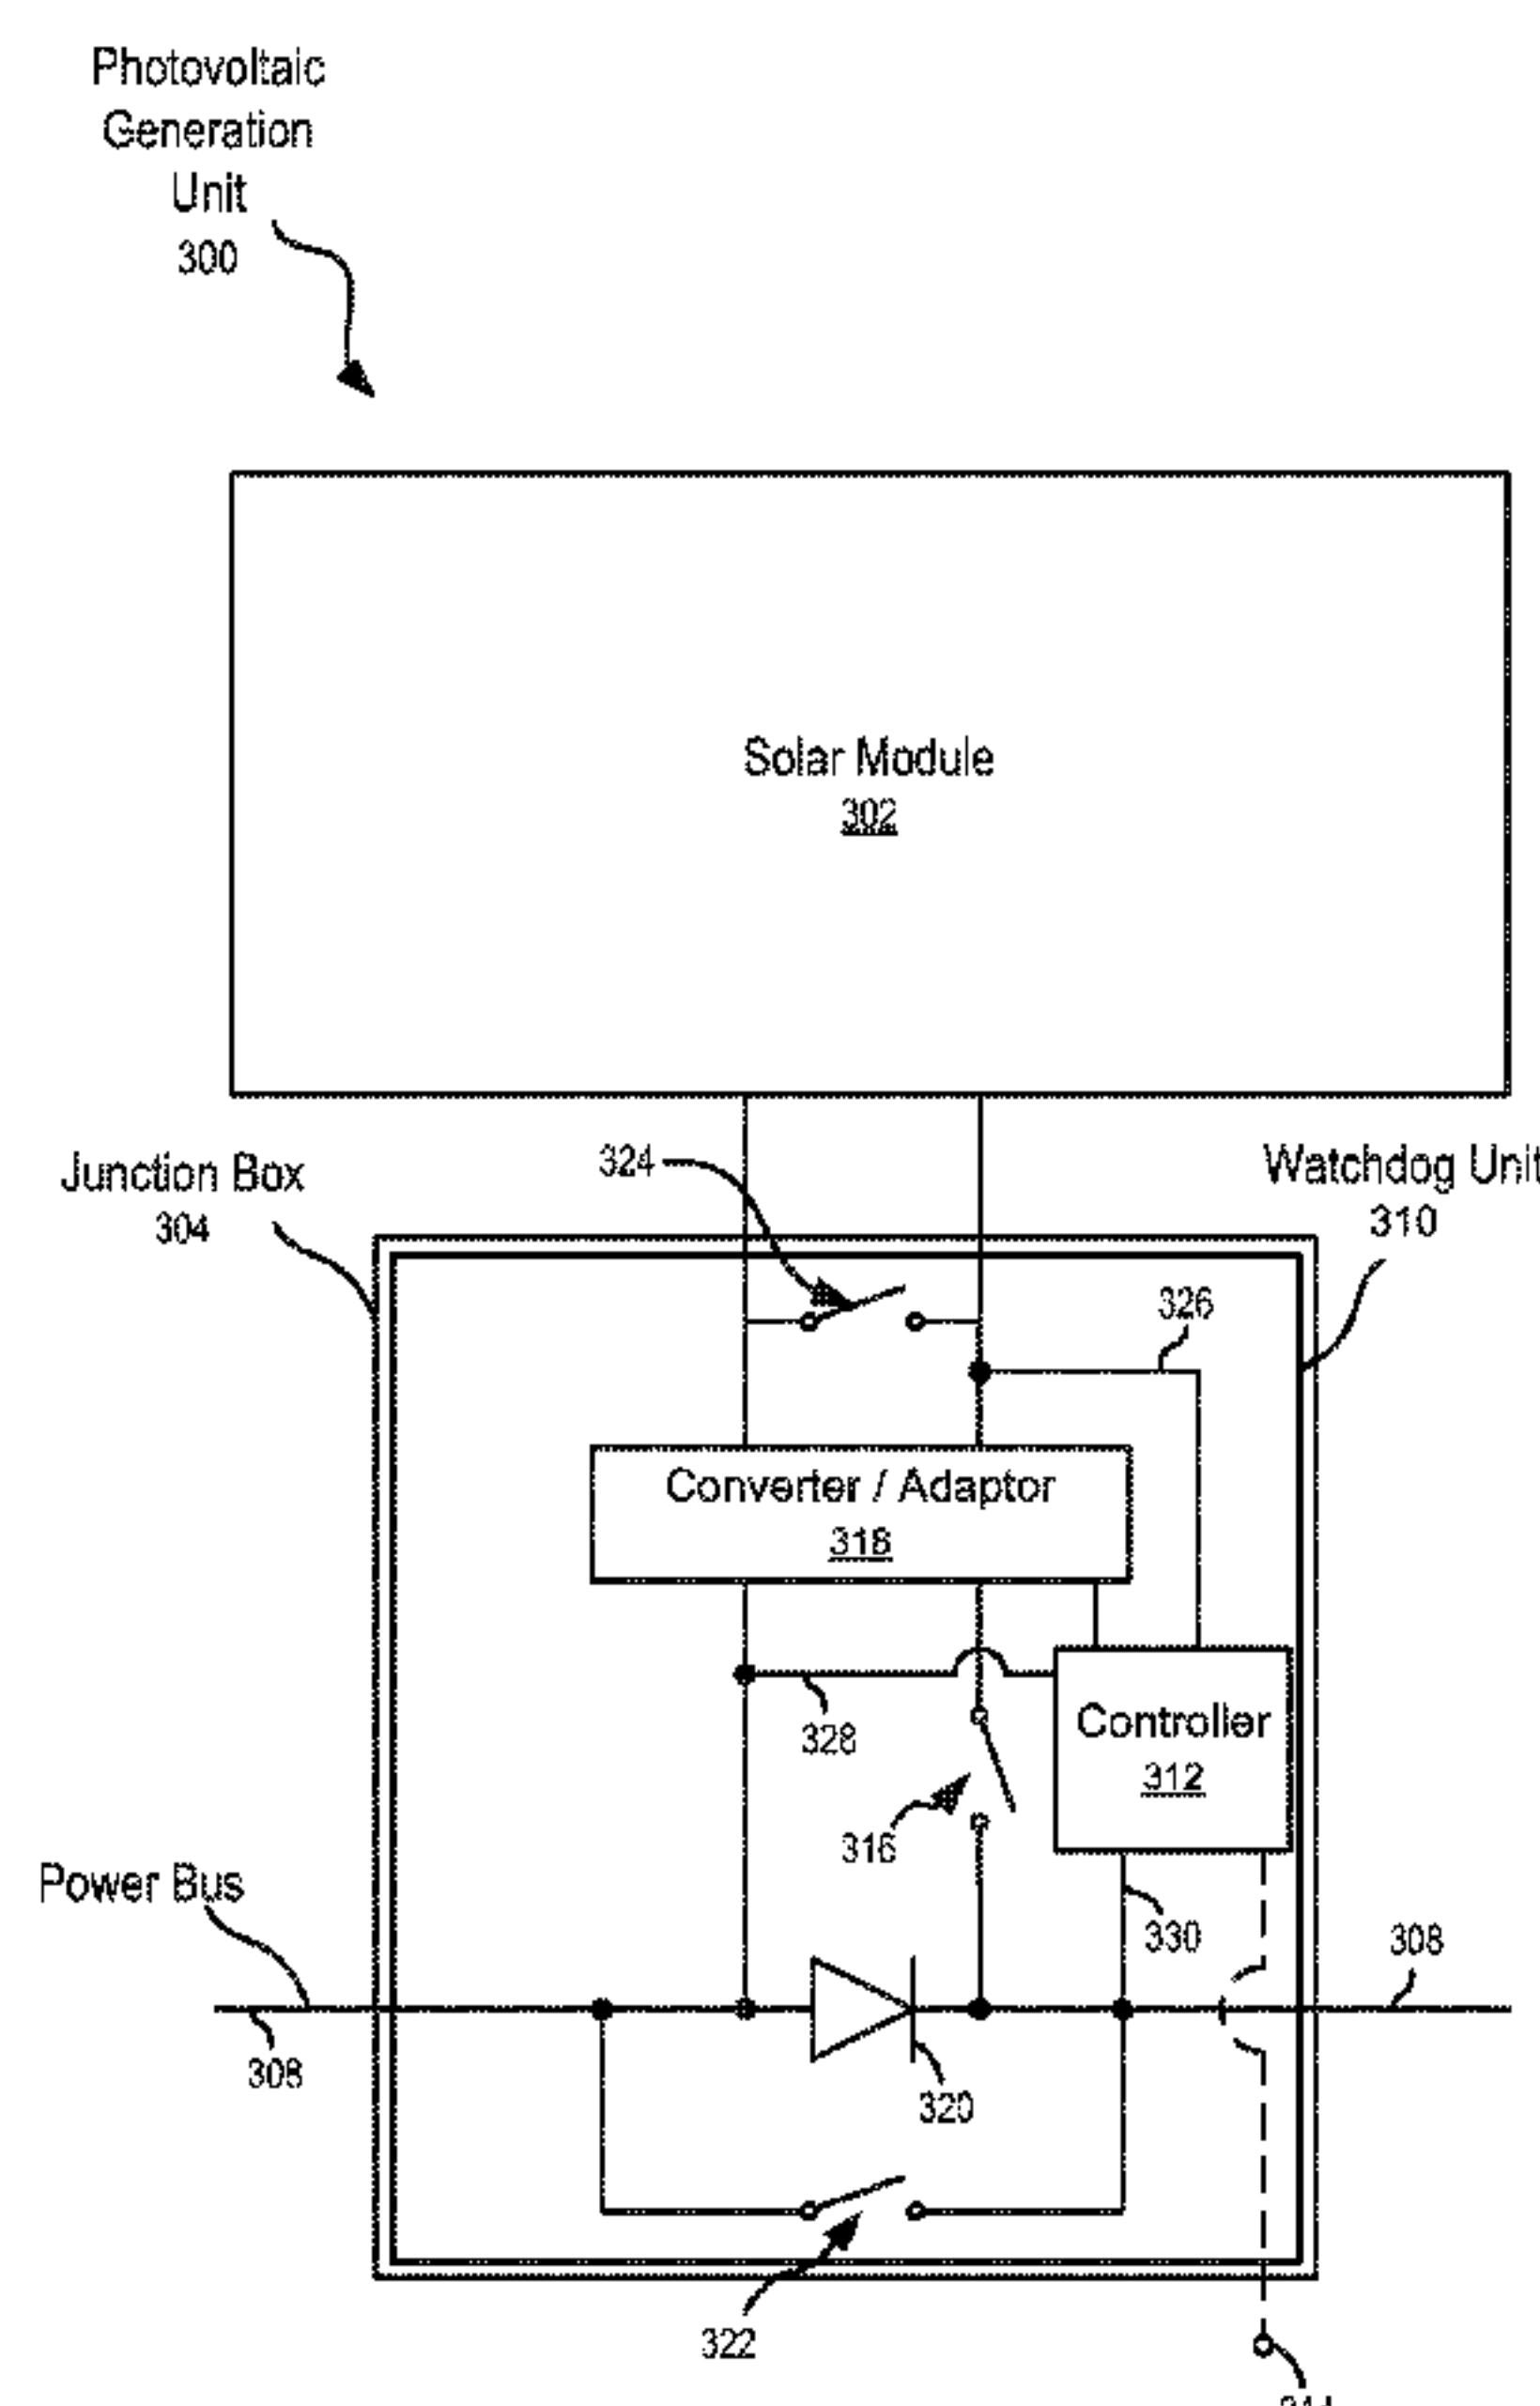 Photovoltaic
Generation
Unit
300
Solar Module
302
Junction Box
304
324
Watchdog Unit
310
326
Converter / Adaptor
318
328
Controller
312
316
Power Bus
330
308
308
320
322